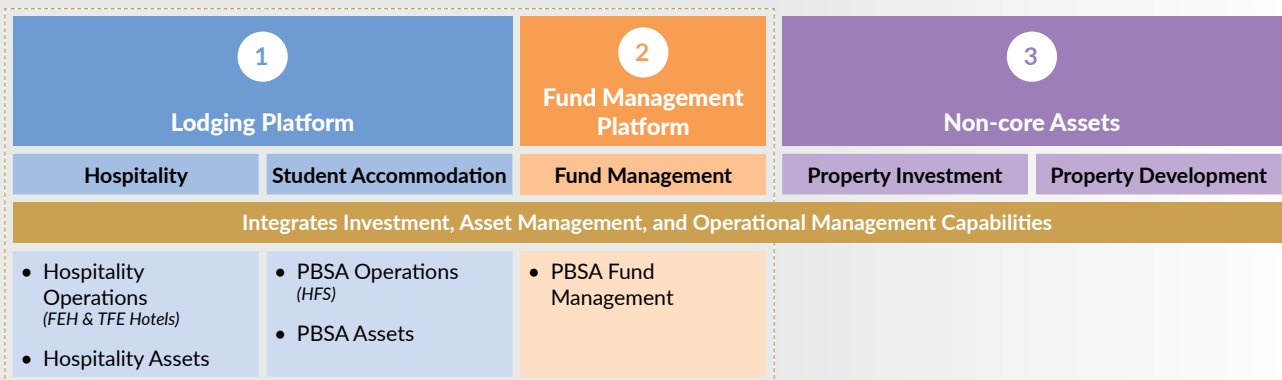 1
Lodging Platform
2
Fund Management
Platform
3
Non-core Assets
Hospitality
Student Accommodation
Fund Management
Property Investment
Property Development
Integrates Investment, Asset Management, and Operational Management Capabilities
• Hospitality
Operations
(FEH & TFE Hotels)
• Hospitality Assets
• PBSA Operations
(HFS)
• PBSA Assets
• PBSA Fund
Management